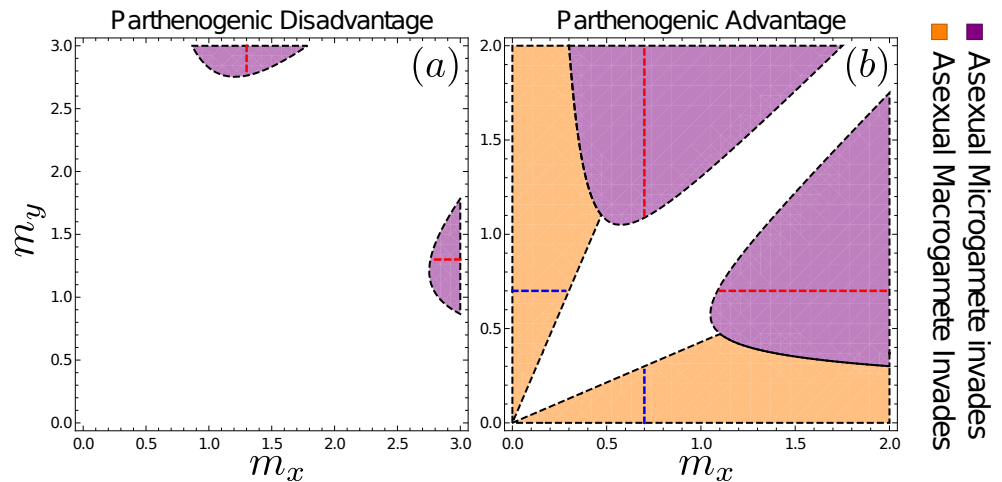 Parthenogenic Disadvantage
Parthenogenic Advantage
(a)
(b)
3.0
2.5
2.0
1.5
1.0
0.5
0.0
0.0 0.5 1.0 1.5 2.0 2.5 3.0
2.0
1.5
1.0
0.5
0.0
0.0 0.5 1.0 1.5 2.0
m_y
m_x
m_x
Asexual Microgamete invades
Asexual Macrogamete Invades